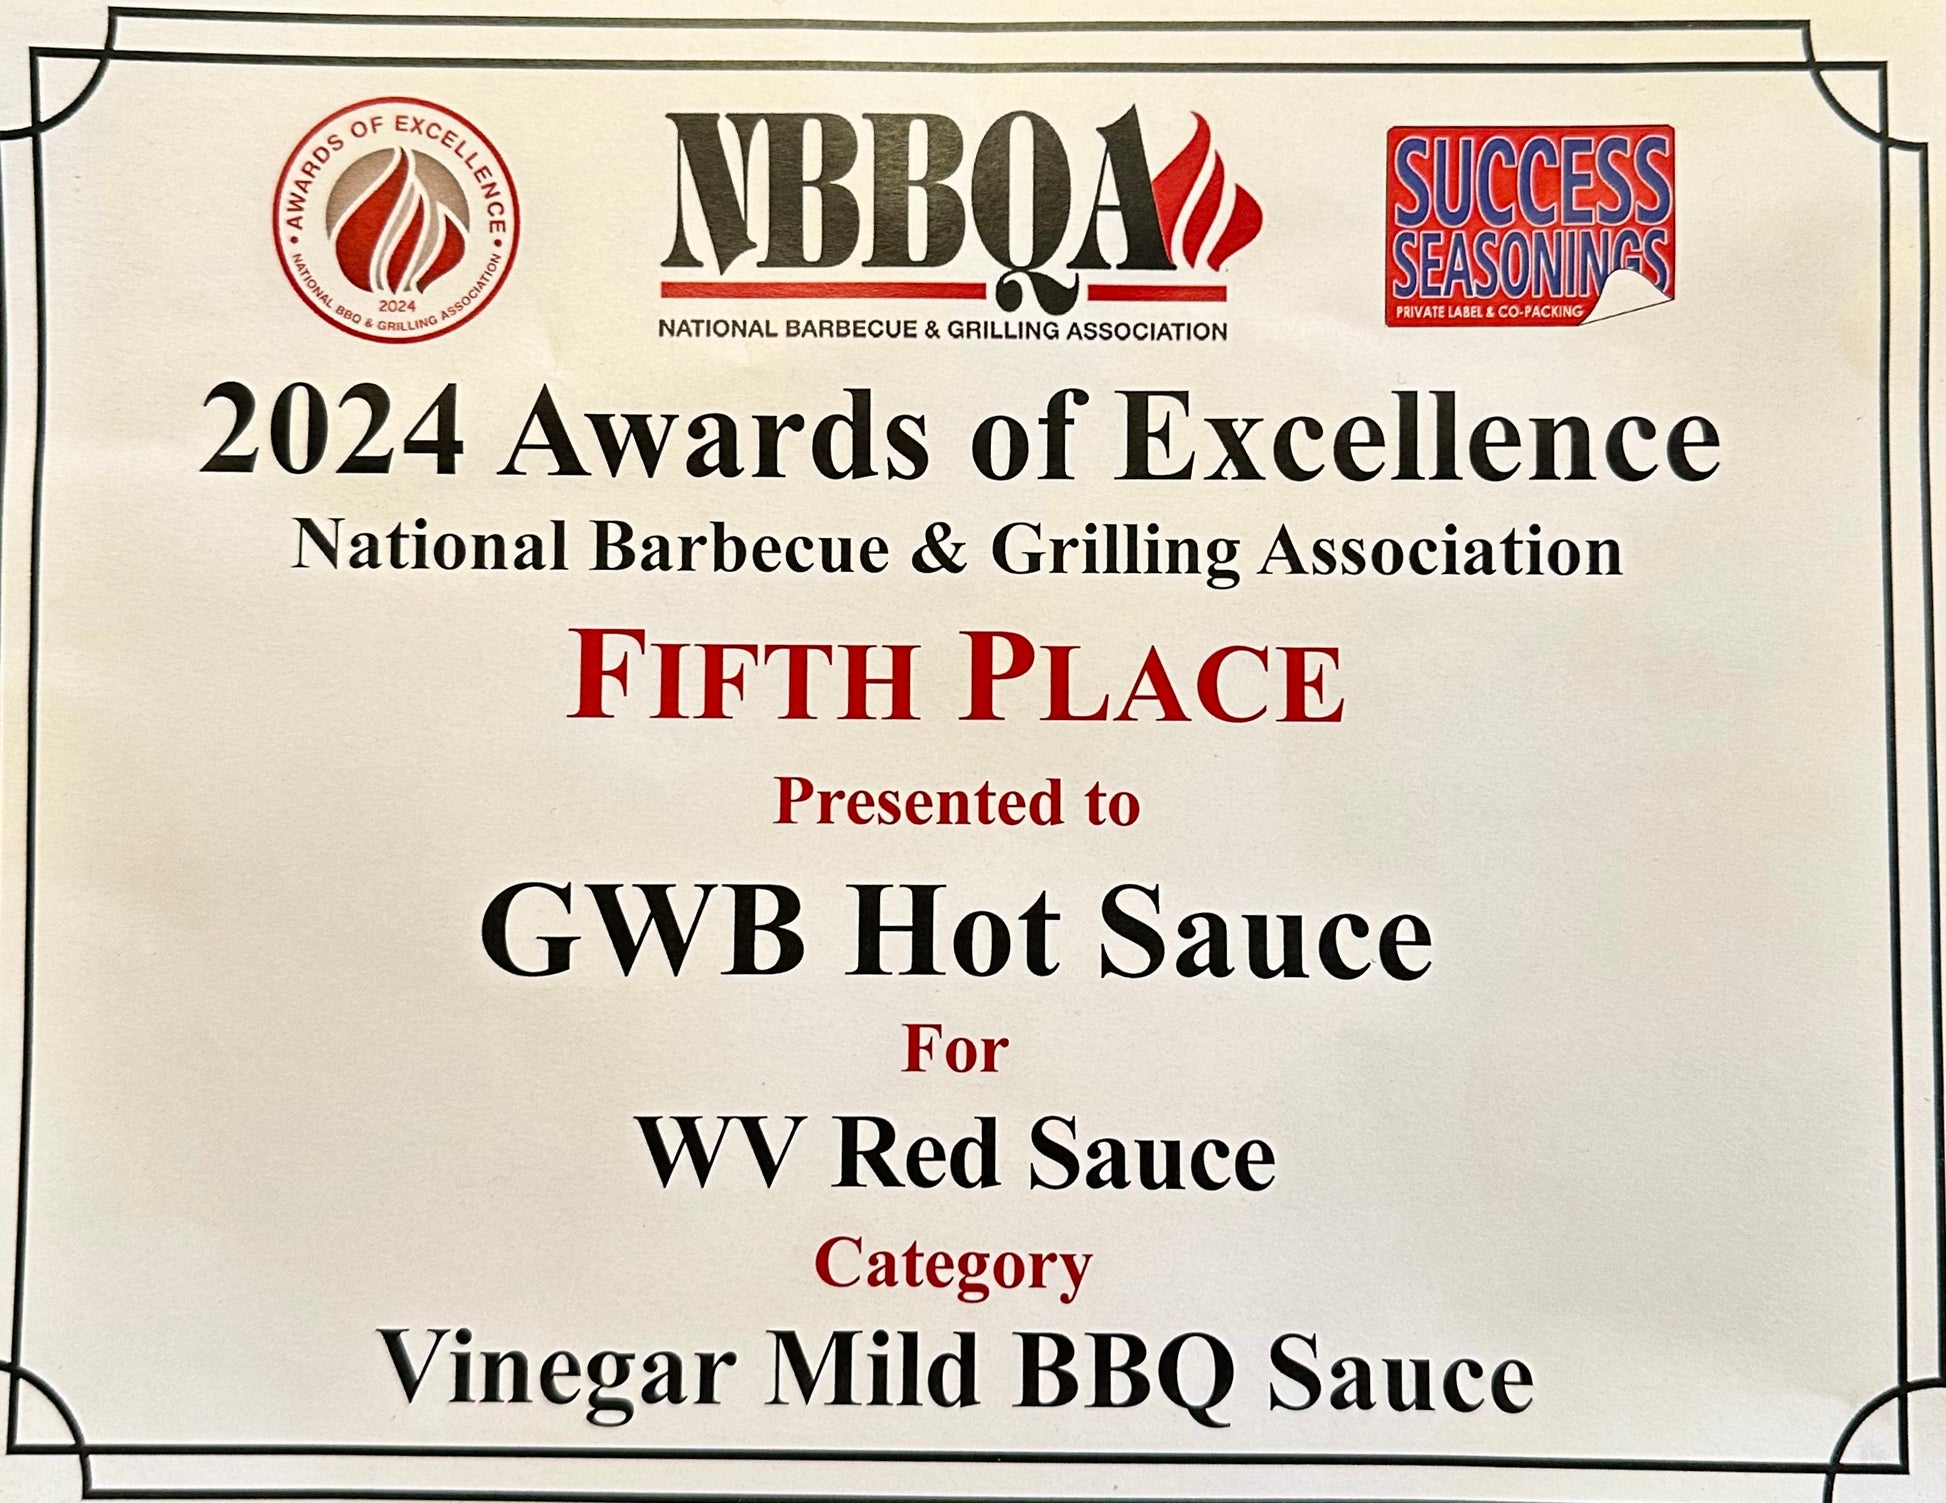 • AWARDS OF EXCELLENCE •
2024
NATIONAL BBQ & GRILLING ASSOCIATION
NBBQA
NATIONAL BARBECUE & GRILLING ASSOCIATION
SUCCESS
SEASONINGS
PRIVATE LABEL & CO-PACKING
2024 Awards of Excellence
National Barbecue & Grilling Association
FIFTH PLACE
Presented to
GWB Hot Sauce
For
WV Red Sauce
Category
Vinegar Mild BBQ Sauce